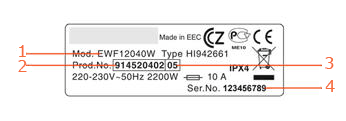 Made in EEC
ME10
1 Mod. EWF12040W Type HI942661
2 Prod.No. 914520402 05 3
IPX4
220-230V~50Hz 2200W 10 A
Ser.No. 123456789 4